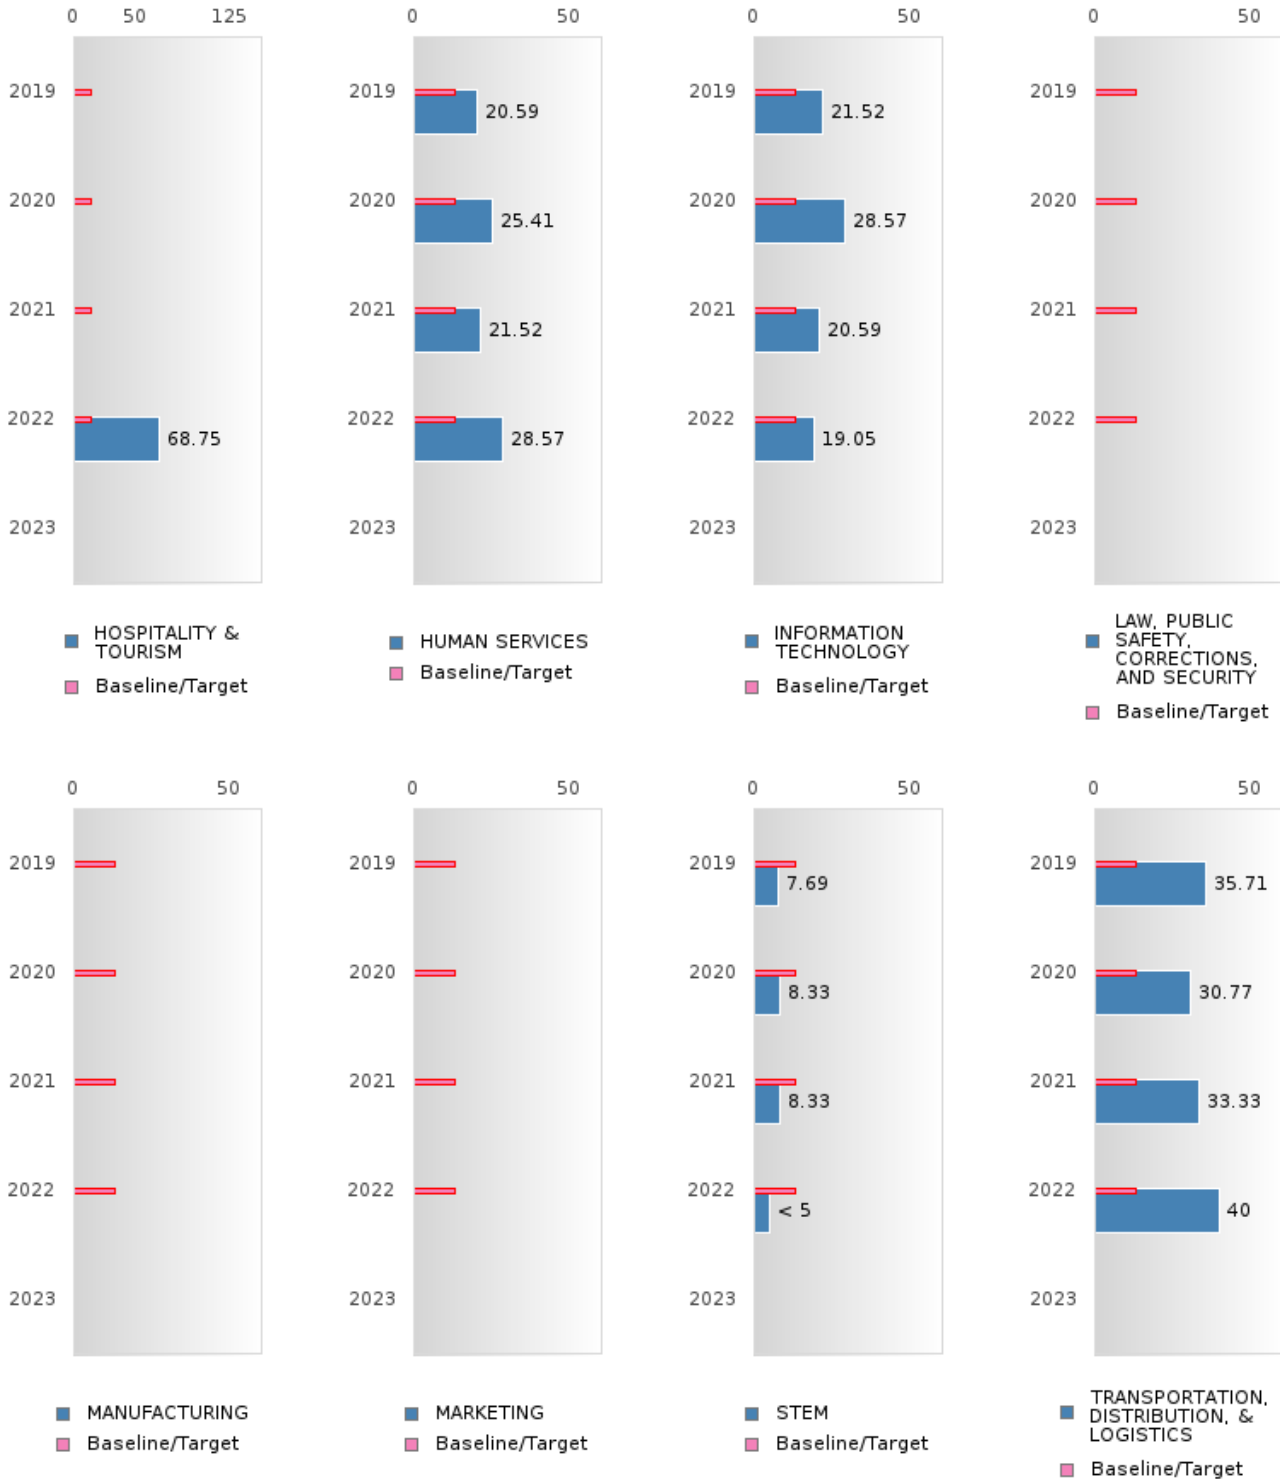 0 50 125
2019
2020
2021
2022
68.75
2023
HOSPITALITY &
TOURISM
Baseline/Target
0 50
2019
20.59
2020
25.41
2021
21.52
2022
28.57
2023
HUMAN SERVICES
Baseline/Target
0 50
2019
21.52
2020
28.57
2021
20.59
2022
19.05
2023
INFORMATION
TECHNOLOGY
Baseline/Target
0 50
2019
2020
2021
2022
2023
LAW, PUBLIC
SAFETY,
CORRECTIONS,
AND SECURITY
Baseline/Target
0 50
2019
2020
2021
2022
2023
MANUFACTURING
Baseline/Target
0 50
2019
2020
2021
2022
2023
MARKETING
Baseline/Target
0 50
2019
7.69
2020
8.33
2021
8.33
2022
< 5
2023
STEM
Baseline/Target
0 50
2019
35.71
2020
30.77
2021
33.33
2022
40
2023
TRANSPORTATION,
DISTRIBUTION, &
LOGISTICS
Baseline/Target